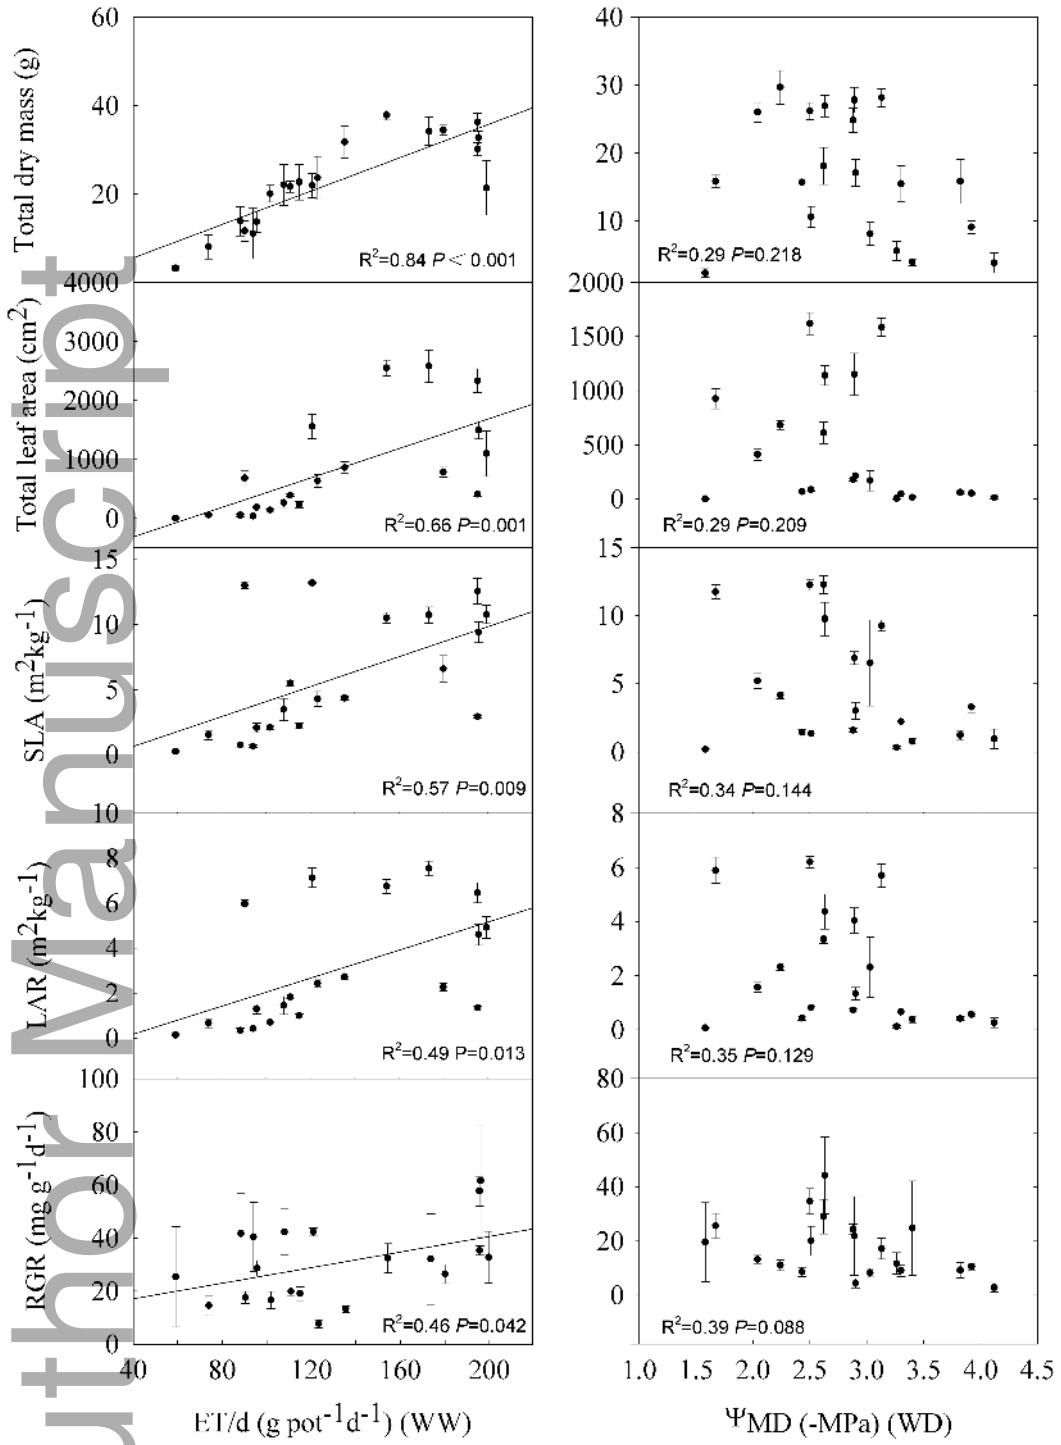 Total dry mass (g)
60
40
20
R²=0.84 P < 0.001
40
30
20
10
R²=0.29 P=0.218
Total leaf area (cm²)
4000
3000
2000
1000
0
R²=0.66 P=0.001
2000
1500
1000
500
0
R²=0.29 P=0.209
SLA (m²kg⁻¹)
15
10
5
0
R²=0.57 P=0.009
15
10
5
0
R²=0.34 P=0.144
LAR (m²kg⁻¹)
10
8
6
4
2
0
R²=0.49 P=0.013
8
6
4
2
0
R²=0.35 P=0.129
RGR (mg g⁻¹d⁻¹)
100
80
60
40
20
0
R²=0.46 P=0.042
80
60
40
20
0
R²=0.39 P=0.088
40 80 120 160 200
ET/d (g pot⁻¹d⁻¹) (WW)
1.0 2.0 2.5 3.0 3.5 4.0 4.5
ΨMD (-MPa) (WD)
uthor Manuscript